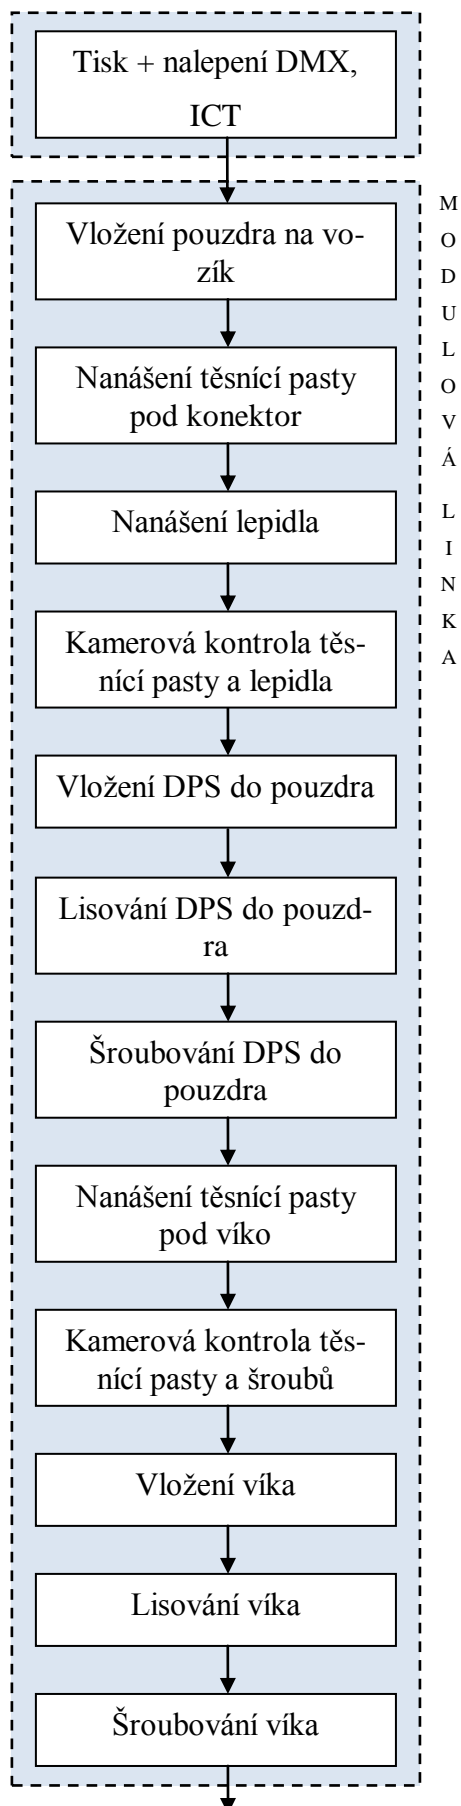 Tisk + nalepení DMX,
ICT
Vložení pouzdra na vo-
zík
Nanášení těsnící pasty
pod konektor
Nanášení lepidla
Kamerová kontrola těs-
nící pasty a lepidla
Vložení DPS do pouzdra
Lisování DPS do pouzd-
ra
Šroubování DPS do
pouzdra
Nanášení těsnící pasty
pod víko
Kamerová kontrola těs-
nící pasty a šroubů
Vložení víka
Lisování víka
Šroubování víka
M
O
D
U
L
O
V
Á
L
I
N
K
A